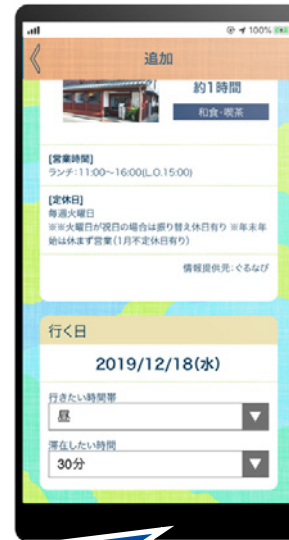 100%
追加
約1時間
和食・喫茶
[営業時間]
ランチ:11:00～16:00(L.O.15:00)
[定休日]
毎週火曜日
※※火曜日が祝日の場合は振り替え休日有り ※年末年
始は休まず営業(1月不定休日有り)
情報提供元:ぐるなび
行く日
2019/12/18(水)
行きたい時間帯
昼
滞在したい時間
30分